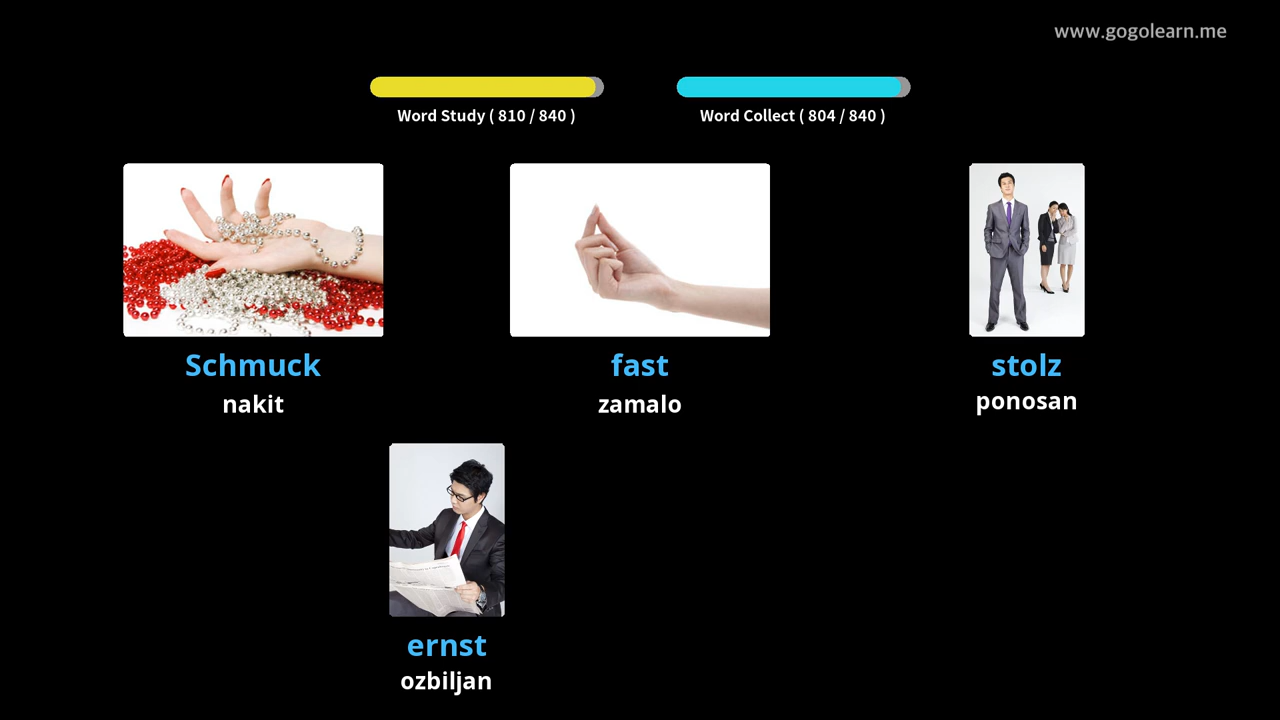 www.gogolearn.me
Word Study ( 810 / 840 )
Word Collect ( 804 / 840 )
Schmuck
nakit
fast
zamalo
stolz
ponosan
ernst
ozbiljan